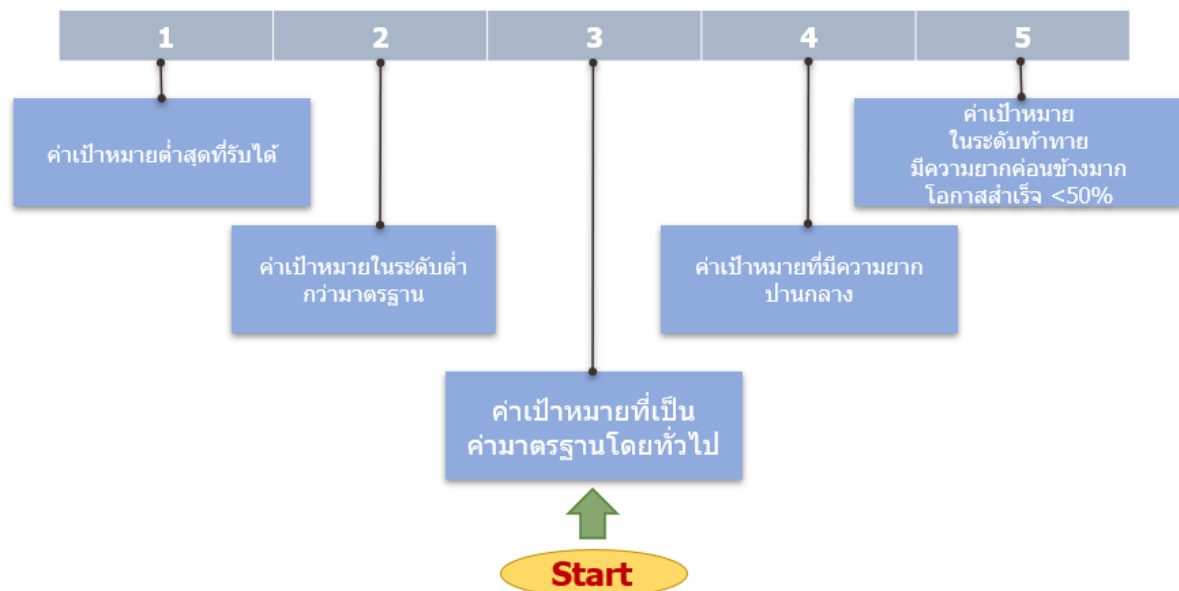 1 2 3 4 5
ค่าเป้าหมายต่ำสุดที่รับได้
ค่าเป้าหมายในระดับต่ำ
กว่ามาตรฐาน
ค่าเป้าหมายที่เป็น
ค่ามาตรฐานโดยทั่วไป
ค่าเป้าหมายที่มีความยาก
ปานกลาง
ค่าเป้าหมาย
ในระดับท้าทาย
มีความยากค่อนข้างมาก
โอกาสสำเร็จ <50%
Start